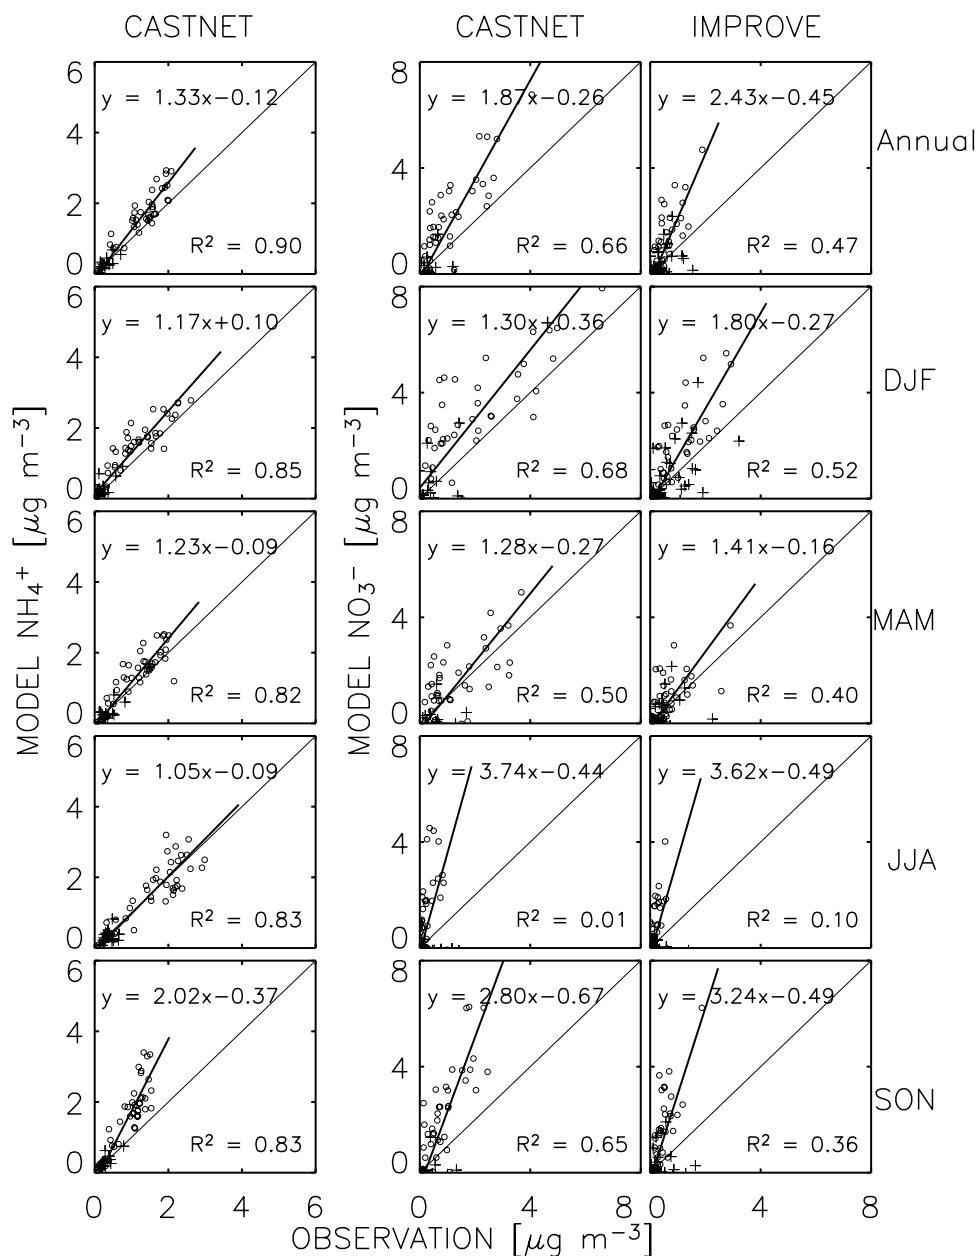 CASTNET CASTNET IMPROVE
6 8
y = 1.33x−0.12 y = 1.87x−0.26 y = 2.43x−0.45
4 4
Annual
2
R² = 0.90 R² = 0.66 R² = 0.47
0 0
6 8
y = 1.17x+0.10 y = 1.30x+0.36 y = 1.80x−0.27
4 4
DJF
2
R² = 0.85 R² = 0.68 R² = 0.52
0 0
6 8
y = 1.23x−0.09 y = 1.28x−0.27 y = 1.41x−0.16
4 4
MAM
2
R² = 0.82 R² = 0.50 R² = 0.40
0 0
6 8
y = 1.05x−0.09 y = 3.74x−0.44 y = 3.62x−0.49
4 4
JJA
2
R² = 0.83 R² = 0.01 R² = 0.10
0 0
6 8
y = 2.02x−0.37 y = 2.80x−0.67 y = 3.24x−0.49
4 4
SON
2
R² = 0.83 R² = 0.65 R² = 0.36
0 0
0 2 4 6 0 4 8 0 4 8
OBSERVATION [μg m⁻³]
MODEL NH₄⁺ [μg m⁻³]
MODEL NO₃⁻ [μg m⁻³]